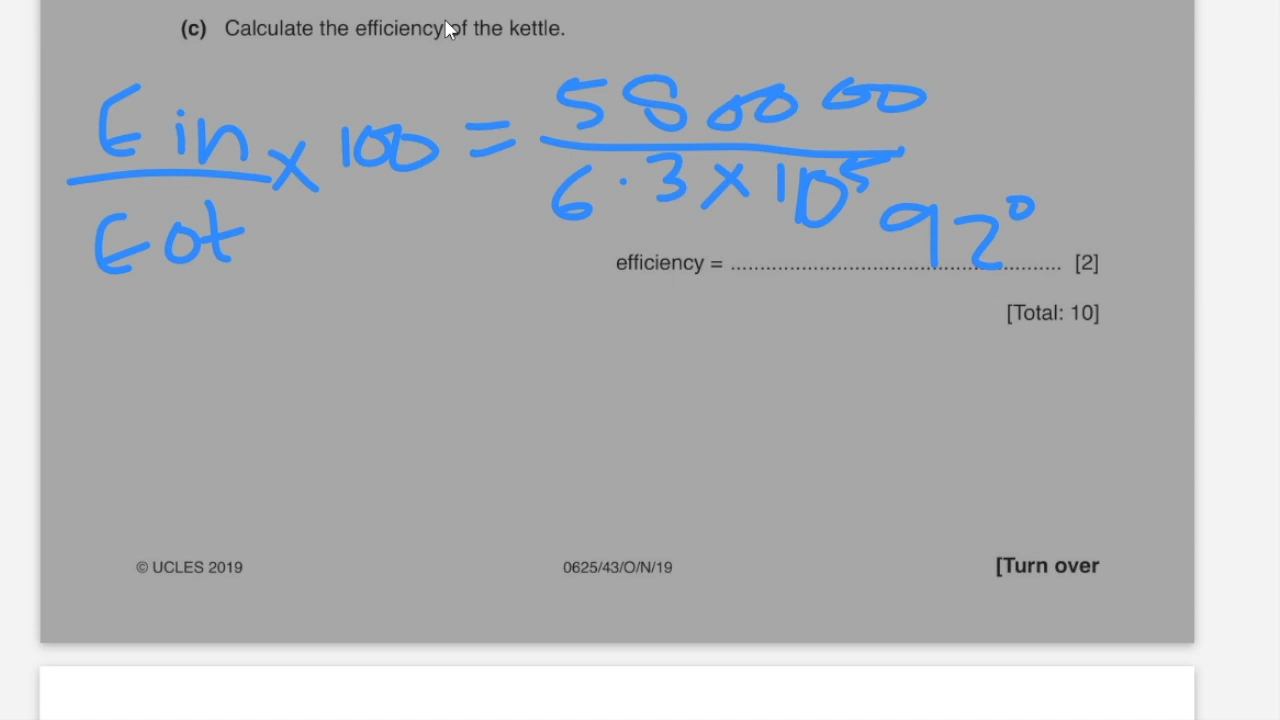 (c) Calculate the efficiency of the kettle.
E in / E ot × 100 = 580000 / 6.3 × 10⁵
92°
efficiency = ........................................................ [2]
[Total: 10]
© UCLES 2019 0625/43/O/N/19 [Turn over